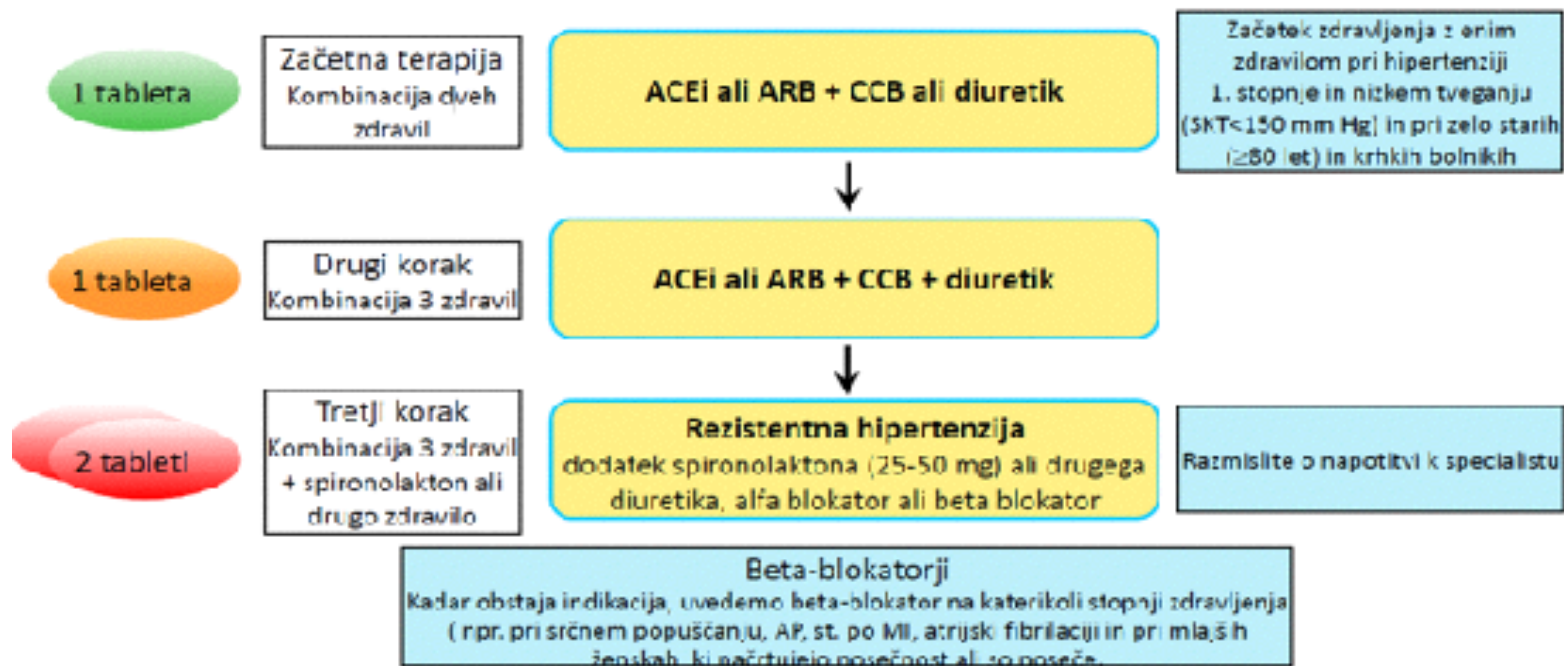 1 tableta
Začetna terapija
Kombinacija dveh
zdravil
ACEi ali ARB + CCB ali diuretik
Začetek zdravljenja z enim
zdravilom pri hipertenziji
1. stopnje in nizkem tveganju
(SKT<150 mm Hg) in pri zelo starih
(≥80 let) in krhkih bolnikih
1 tableta
Drugi korak
Kombinacija 3 zdravil
ACEi ali ARB + CCB + diuretik
2 tableti
Tretji korak
Kombinacija 3 zdravil
+ spironolakton ali
drugo zdravilo
Rezistentna hipertenzija
dodatek spironolaktona (25-50 mg) ali drugega
diuretika, alfa blokator ali beta blokator
Razmislite o napotitvi k specialistu
Beta-blokatorji
Kadar obstaja indikacija, uvedemo beta-blokator na katerikoli stopnji zdravljenja
( npr. pri srčnem popuščanju, AP, st. po MI, atrijski fibrilaciji in pri mlajših
ženskah, ki načrtujejo nosečnost ali so noseče.